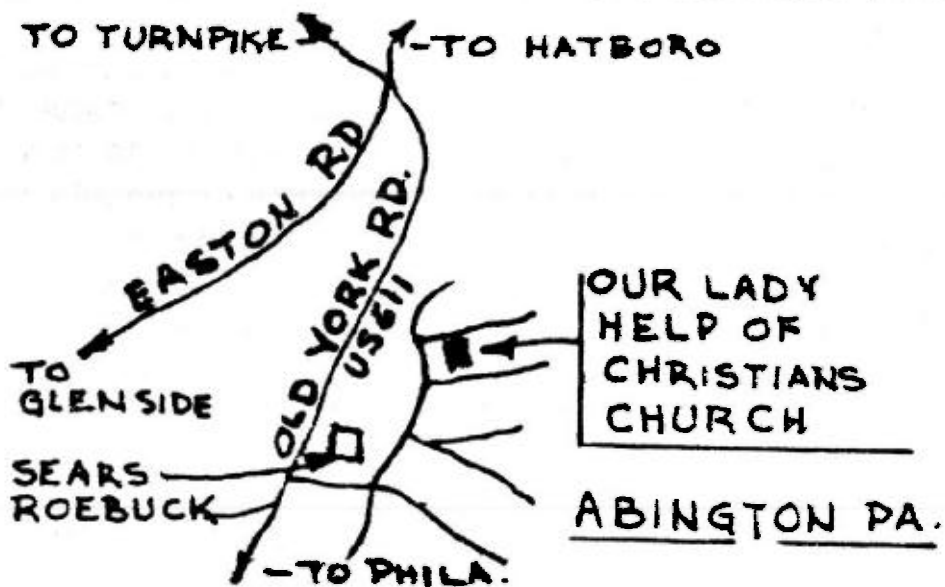 TO TURNPIKE
-TO HATBORO
EASTON RD
OLD YORK RD.
US611
TO
GLENSIDE
OUR LADY
HELP OF
CHRISTIANS
CHURCH
SEARS
ROEBUCK
ABINGTON PA.
-TO PHILA.